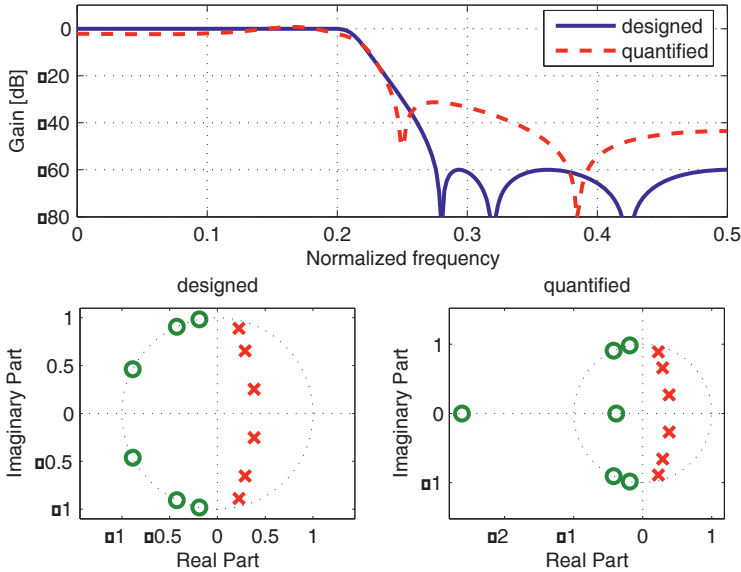 designed
quantified
0
▯20
▯40
▯60
▯80
Gain [dB]
0 0.1 0.2 0.3 0.4 0.5
Normalized frequency
designed
1
0.5
0
▯0.5
▯1
Imaginary Part
▯1 ▯0.5 0 0.5 1
Real Part
quantified
1
0
▯1
Imaginary Part
▯2 ▯1 0 1
Real Part